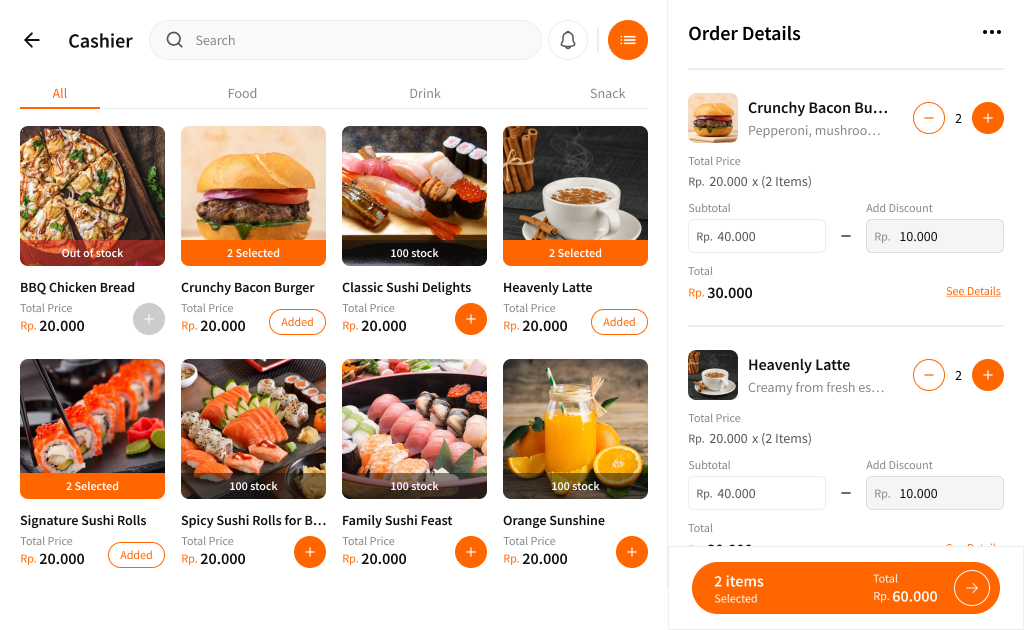 Cashier
Search
All
Food
Drink
Snack
Out of stock
2 Selected
100 stock
2 Selected
BBQ Chicken Bread
Crunchy Bacon Burger
Classic Sushi Delights
Heavenly Latte
Total Price
Rp. 20.000
Total Price
Rp. 20.000
Added
Total Price
Rp. 20.000
Total Price
Rp. 20.000
Added
2 Selected
100 stock
100 stock
100 stock
Signature Sushi Rolls
Spicy Sushi Rolls for B...
Family Sushi Feast
Orange Sunshine
Total Price
Rp. 20.000
Added
Total Price
Rp. 20.000
Total Price
Rp. 20.000
Total Price
Rp. 20.000
Order Details
Crunchy Bacon Bu...
Pepperoni, mushroo...
2
Total Price
Rp. 20.000 x (2 Items)
Subtotal
Add Discount
Rp. 40.000
Rp. 10.000
Total
Rp. 30.000
See Details
Heavenly Latte
Creamy from fresh es...
2
Total Price
Rp. 20.000 x (2 Items)
Subtotal
Add Discount
Rp. 40.000
Rp. 10.000
Total
2 items
Selected
Total
Rp. 60.000